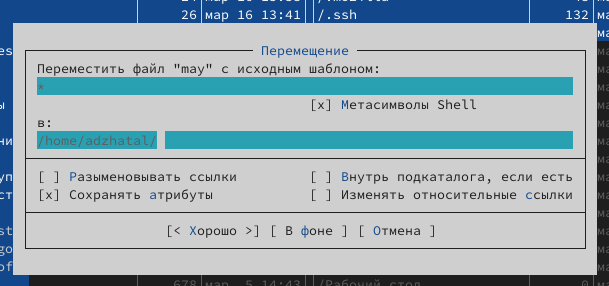 26 мар 16 13:41 /.ssh 132
Перемещение
Переместить файл "may" с исходным шаблоном:
*
[x] Метасимволы Shell
в:
/home/adzhatal/
[ ] Разыменовывать ссылки [ ] Внутрь подкаталога, если есть
[x] Сохранять атрибуты [ ] Изменять относительные ссылки
[< Хорошо >] [ В фоне ] [ Отмена ]
678 мар 5 14:43 /Рабочий стол 0